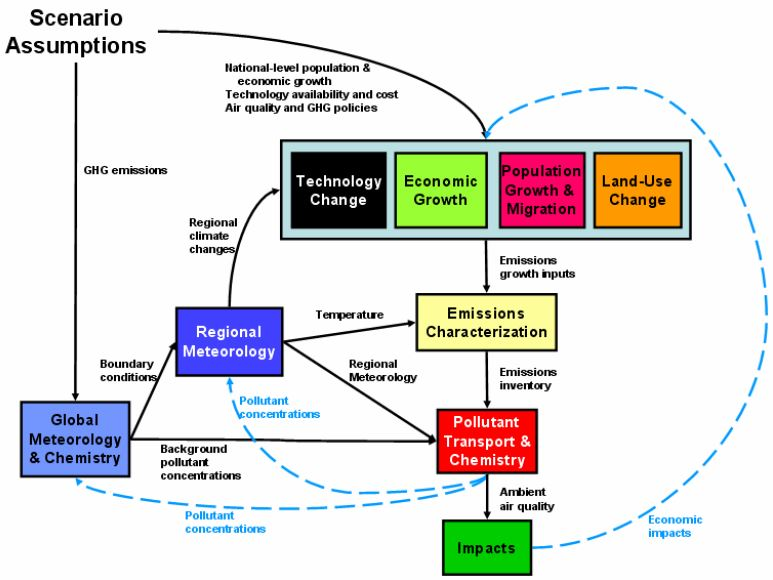 Scenario
Assumptions
National-level population &
economic growth
Technology availability and cost
Air quality and GHG policies
GHG emissions
Technology
Change
Economic
Growth
Population
Growth &
Migration
Land-Use
Change
Regional
climate
changes
Emissions
growth inputs
Temperature
Emissions
Characterization
Regional
Meteorology
Boundary
conditions
Regional
Meteorology
Emissions
inventory
Pollutant
concentrations
Global
Meteorology
& Chemistry
Background
pollutant
concentrations
Pollutant
Transport &
Chemistry
Ambient
air quality
Pollutant
concentrations
Economic
impacts
Impacts